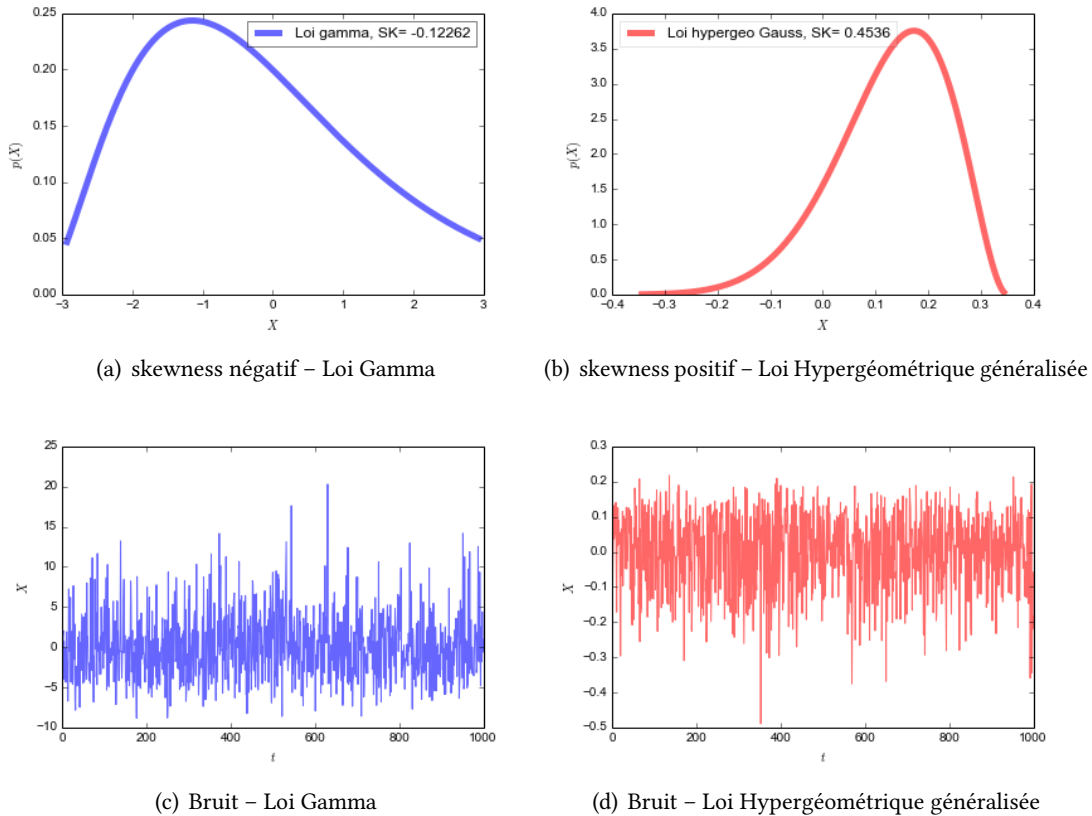 0.25
0.20
0.15
0.10
0.05
0.00
p(X)
Loi gamma, SK= -0.12262
−3 −2 −1 0 1 2 3
X
(a) skewness négatif – Loi Gamma
4.0
3.5
3.0
2.5
2.0
1.5
1.0
0.5
0.0
p(X)
Loi hypergeo Gauss, SK= 0.4536
−0.4 −0.3 −0.2 −0.1 0.0 0.1 0.2 0.3 0.4
X
(b) skewness positif – Loi Hypergéométrique généralisée
25
20
15
10
5
0
−5
−10
X
0 200 400 600 800 1000
t
(c) Bruit – Loi Gamma
0.3
0.2
0.1
0.0
−0.1
−0.2
−0.3
−0.4
−0.5
X
0 200 400 600 800 1000
t
(d) Bruit – Loi Hypergéométrique généralisée